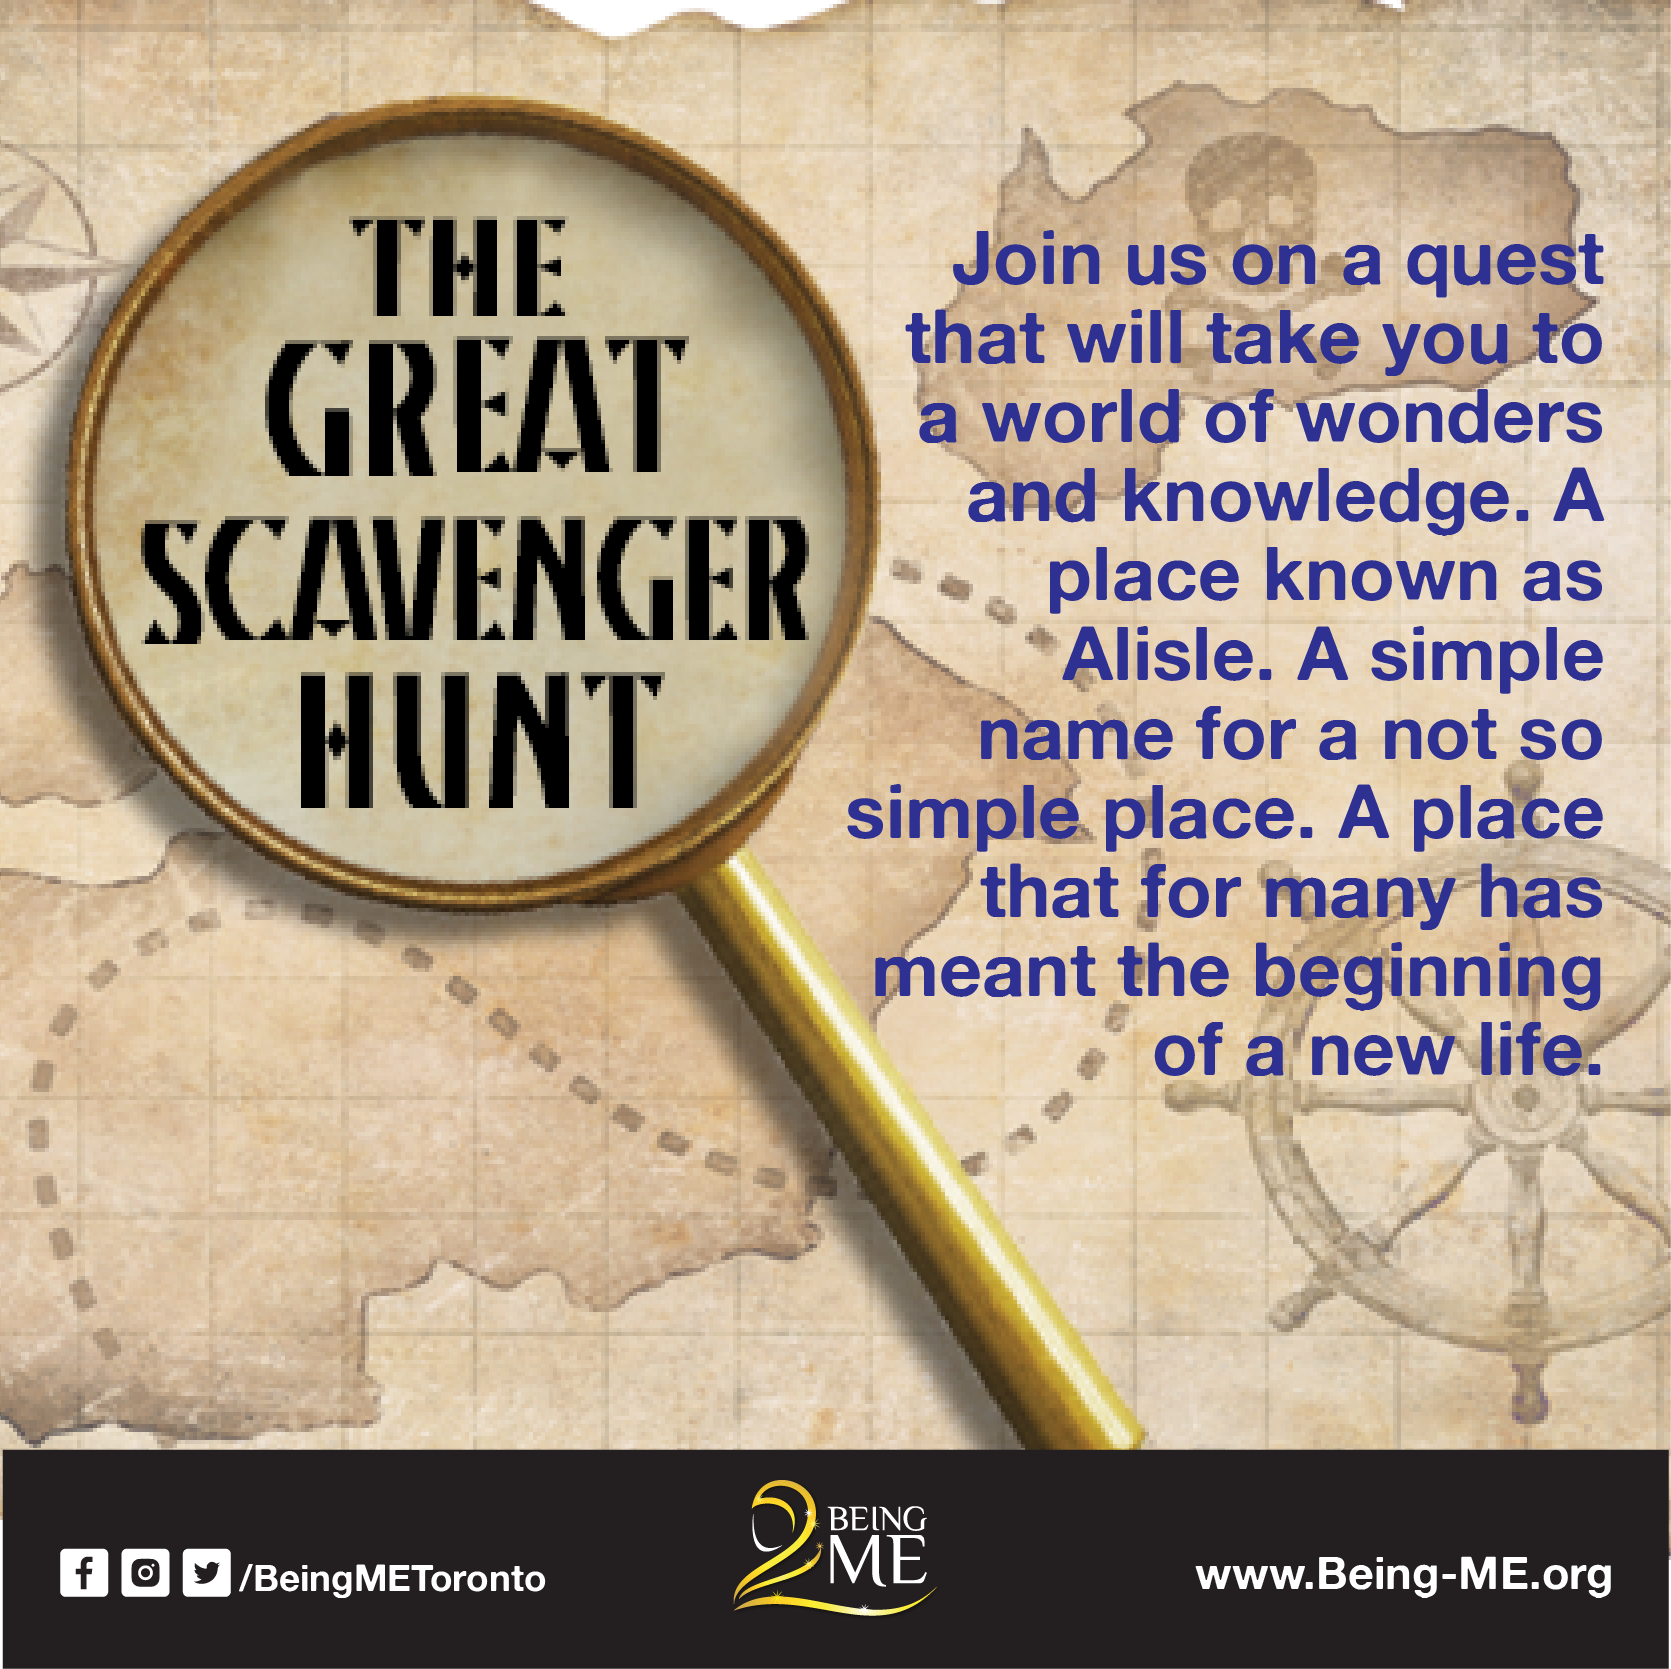 THE
GREAT
SCAVENGER
HUNT
Join us on a quest
that will take you to
a world of wonders
and knowledge. A
place known as
Alisle. A simple
name for a not so
simple place. A place
that for many has
meant the beginning
of a new life.
/BeingMEToronto
BEING
ME
www.Being-ME.org